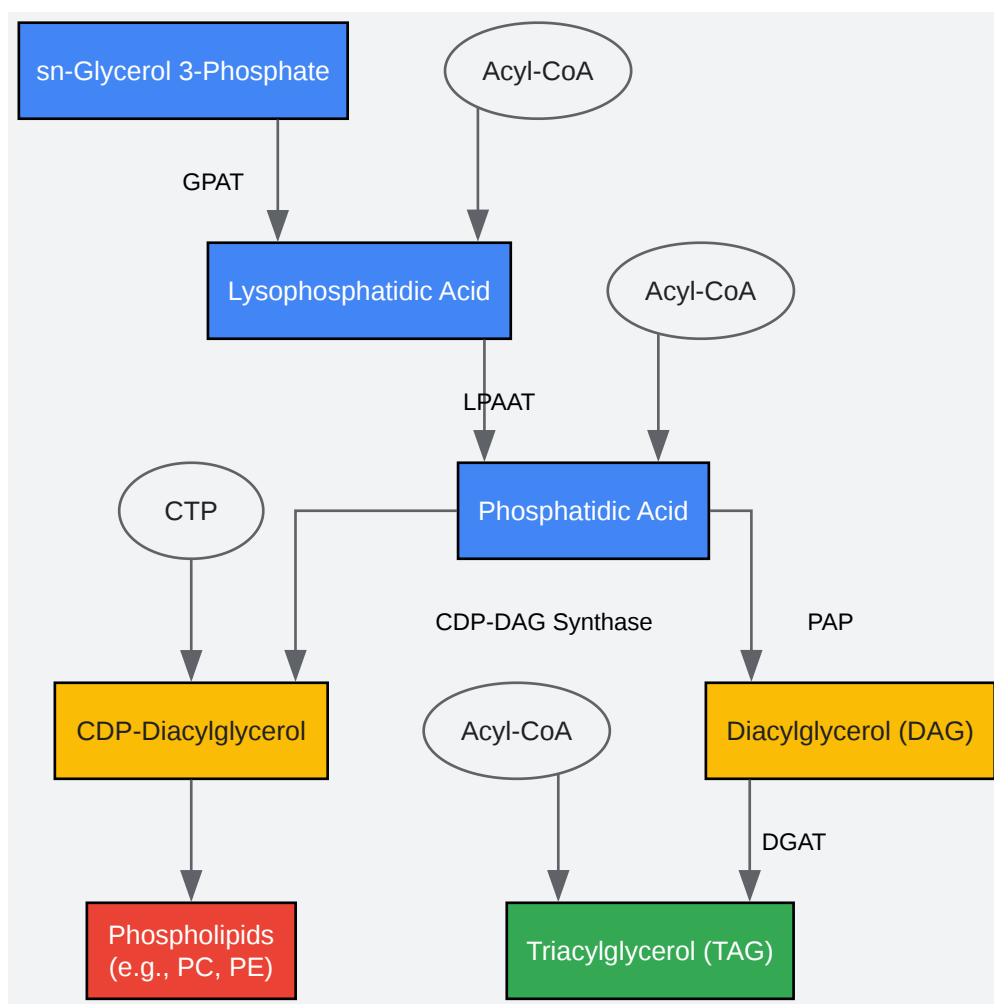 sn-Glycerol 3-Phosphate
Acyl-CoA
GPAT
Lysophosphatidic Acid
Acyl-CoA
LPAAT
CTP
Phosphatidic Acid
CDP-DAG Synthase
PAP
CDP-Diacylglycerol
Acyl-CoA
Diacylglycerol (DAG)
DGAT
Phospholipids
(e.g., PC, PE)
Triacylglycerol (TAG)